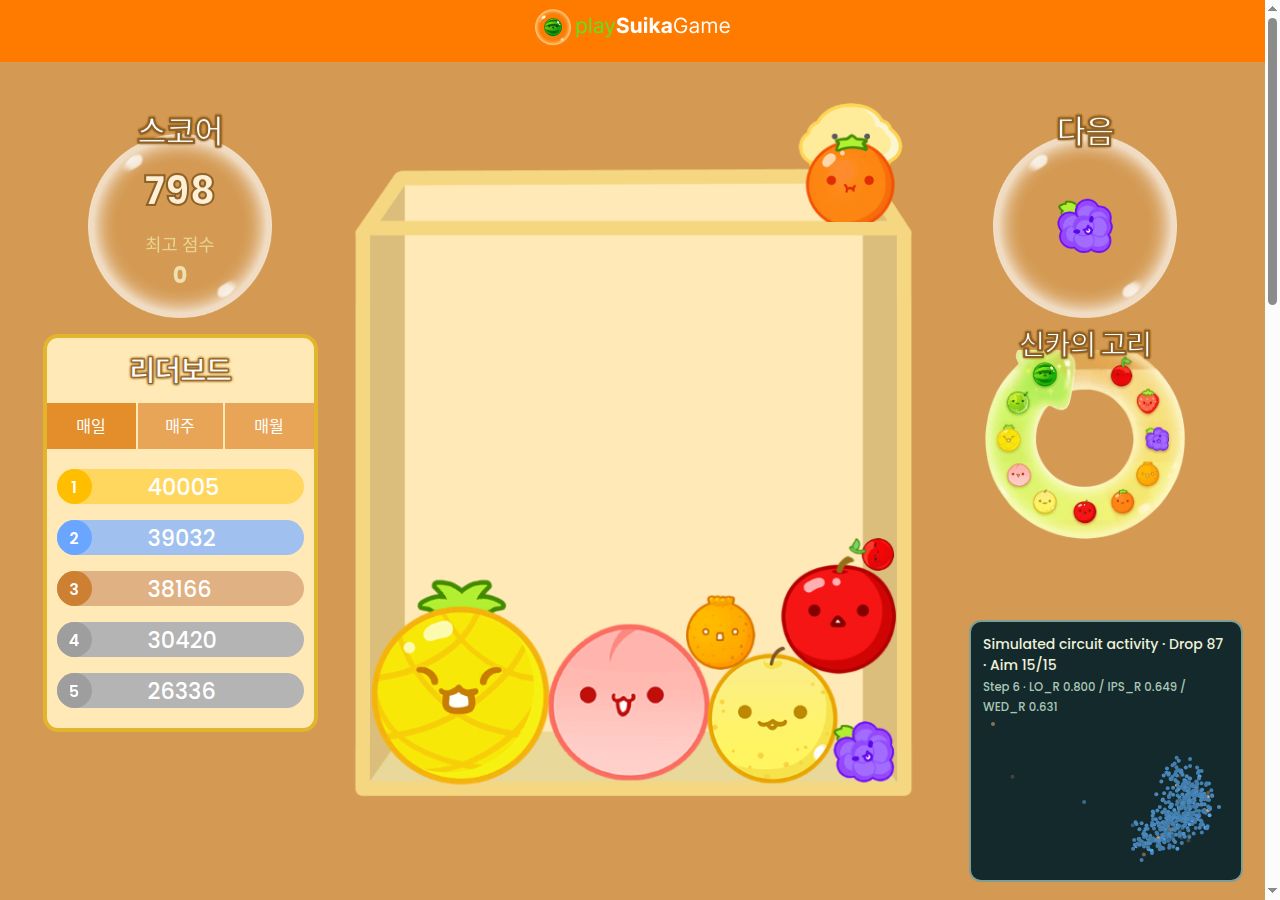 playSuikaGame
스코어
798
최고 점수
0
리더보드
매일 매주 매월
1 40005
2 39032
3 38166
4 30420
5 26336
다음
신카의 고리
Simulated circuit activity · Drop 87
· Aim 15/15
Step 6 · LO_R 0.800 / IPS_R 0.649 /
WED_R 0.631